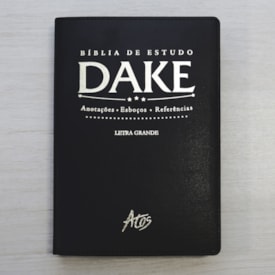 BÍBLIA DE ESTUDO
DAKE
Anotações • Esboços • Referências
LETRA GRANDE
Atos